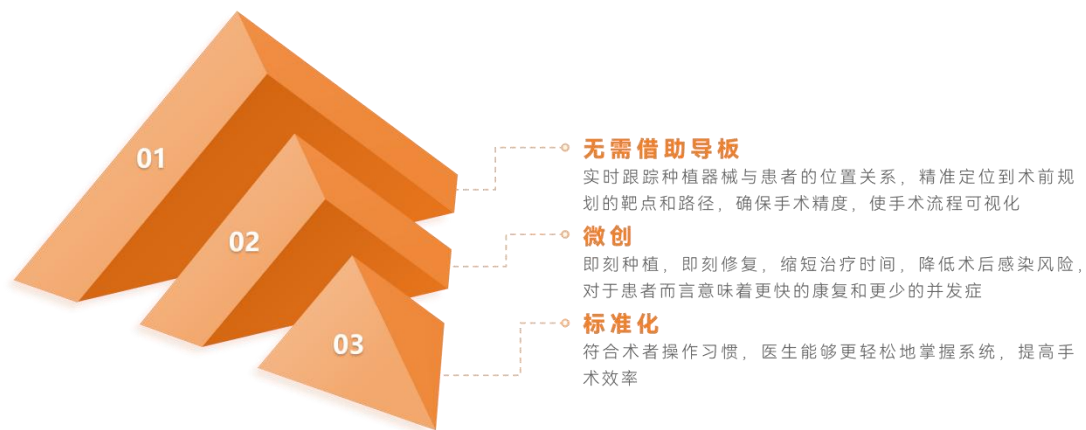 01
无需借助导板
实时跟踪种植器械与患者的位置关系，精准定位到术前规
划的靶点和路径，确保手术精度，使手术流程可视化
02
微创
即刻种植，即刻修复，缩短治疗时间，降低术后感染风险，
对于患者而言意味着更快的康复和更少的并发症
03
标准化
符合术者操作习惯，医生能够更轻松地掌握系统，提高手
术效率